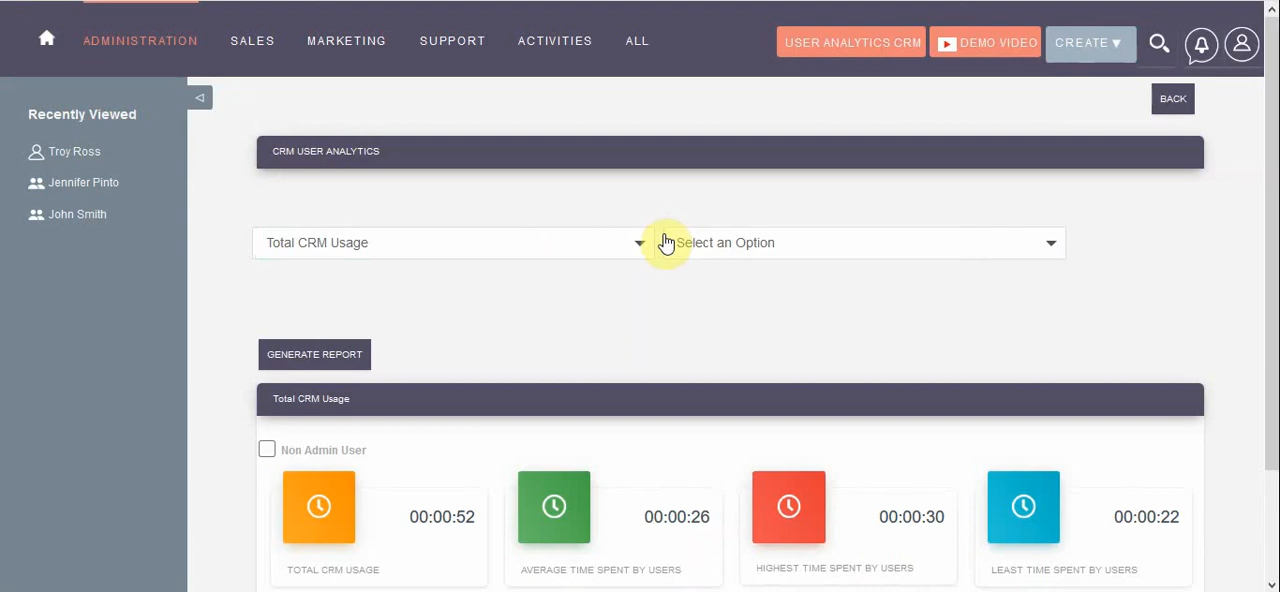 ADMINISTRATION SALES MARKETING SUPPORT ACTIVITIES ALL USER ANALYTICS CRM DEMO VIDEO CREATE ▼
Recently Viewed
Troy Ross
Jennifer Pinto
John Smith
BACK
CRM USER ANALYTICS
Total CRM Usage Select an Option
GENERATE REPORT
Total CRM Usage
Non Admin User
00:00:52 00:00:26 00:00:30 00:00:22
TOTAL CRM USAGE AVERAGE TIME SPENT BY USERS HIGHEST TIME SPENT BY USERS LEAST TIME SPENT BY USERS